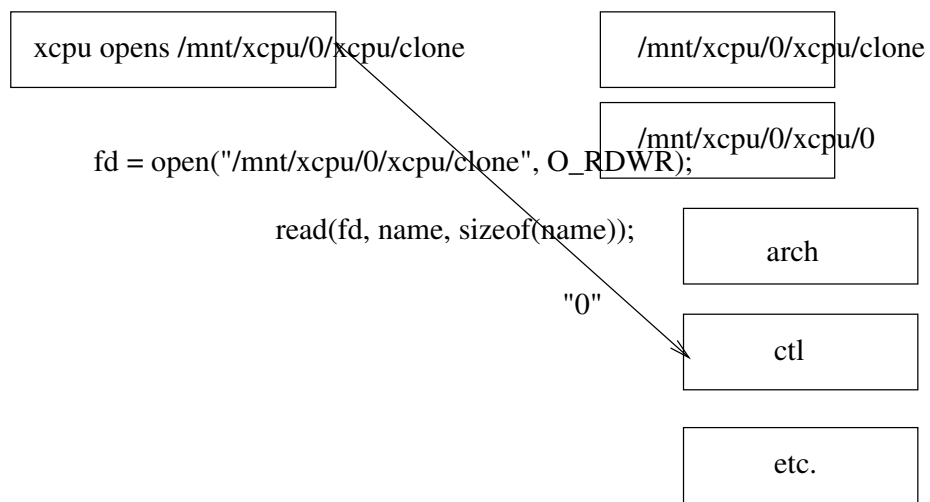 xcpu opens /mnt/xcpu/0/xcpu/clone
/mnt/xcpu/0/xcpu/clone
/mnt/xcpu/0/xcpu/0
fd = open("/mnt/xcpu/0/xcpu/clone", O_RDWR);
read(fd, name, sizeof(name));
arch
"0"
ctl
etc.